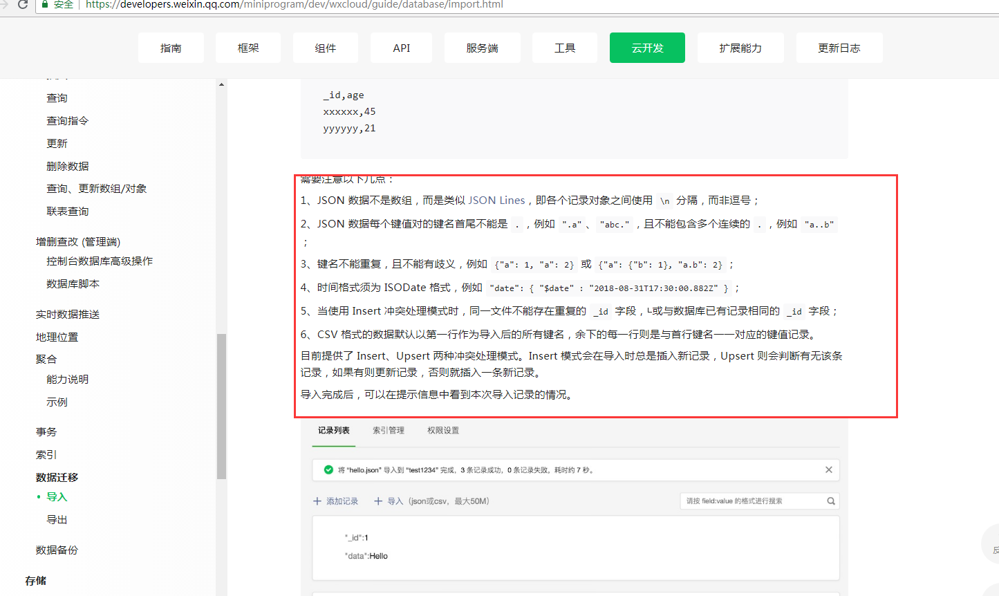 安全 https://developers.weixin.qq.com/miniprogram/dev/wxcloud/guide/database/import.html
指南 框架 组件 API 服务端 工具 云开发 扩展能力 更新日志
查询
查询指令
更新
删除数据
查询、更新数组/对象
联表查询
增删查改 (管理端)
控制台数据库高级操作
数据库脚本
实时数据推送
地理位置
聚合
能力说明
示例
事务
索引
数据迁移
导入
导出
数据备份
存储
_id,age
xxxxxx,45
yyyyyy,21
需要注意以下几点：
1、JSON 数据不是数组，而是类似 JSON Lines，即各个记录对象之间使用 \n 分隔，而非逗号；
2、JSON 数据每个键值对的键名首尾不能是 . ，例如 ".a" 、 "abc." ，且不能包含多个连续的 . ，例如 "a..b"
；
3、键名不能重复，且不能有歧义，例如 {"a": 1, "a": 2} 或 {"a": {"b": 1}, "a.b": 2} ；
4、时间格式须为 ISODate 格式，例如 "date": { "$date" : "2018-08-31T17:30:00.882Z" } ；
5、当使用 Insert 冲突处理模式时，同一文件不能存在重复的 _id 字段，或与数据库已有记录相同的 _id 字段；
6、CSV 格式的数据默认以第一行作为导入后的所有键名，余下的每一行则是与首行键名一一对应的键值记录。
目前提供了 Insert、Upsert 两种冲突处理模式。Insert 模式会在导入时总是插入新记录，Upsert 则会判断有无该条
记录，如果有则更新记录，否则就插入一条新记录。
导入完成后，可以在提示信息中看到本次导入记录的情况。
记录列表 索引管理 权限设置
将 “hello.json” 导入到 “test1234” 完成，3 条记录成功，0 条记录失败，耗时约 7 秒。
添加记录 导入 （json或csv，最大50M） 请按 field:value 的格式进行搜索
"_id":1
"data":Hello